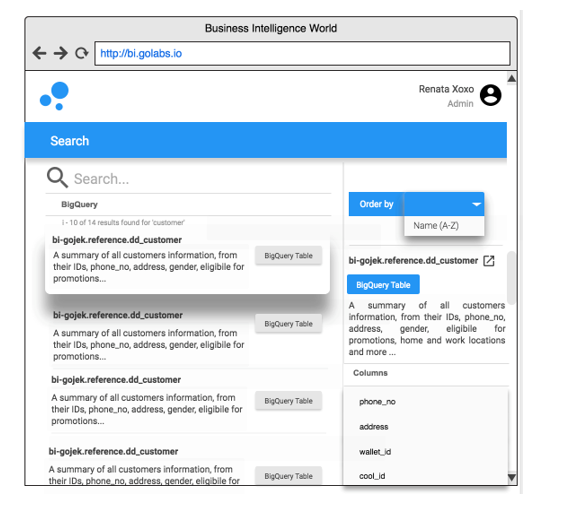 Business Intelligence World
http://bi.golabs.io
Renata Xoxo
Admin
Search
Search...
BigQuery
I - 10 of 14 results found for 'customer'
bi-gojek.reference.dd_customer
A summary of all customers information, from
their IDs, phone_no, address, gender, eligibile for
promotions...
BigQuery Table
bi-gojek.reference.dd_customer
A summary of all customers information, from
their IDs, phone_no, address, gender, eligibile for
promotions...
BigQuery Table
bi-gojek.reference.dd_customer
A summary of all customers information, from
their IDs, phone_no, address, gender, eligibile for
promotions...
BigQuery Table
bi-gojek.reference.dd_customer
A summary of all customers information, from
their IDs, phone_no, address, gender, eligibile for
BigQuery Table
Order by
Name (A-Z)
bi-gojek.reference.dd_customer
BigQuery Table
A summary of all customers
information, from their IDs, phone_no,
address, gender, eligibile for
promotions, home and work locations
and more ...
Columns
phone_no
address
wallet_id
cool_id